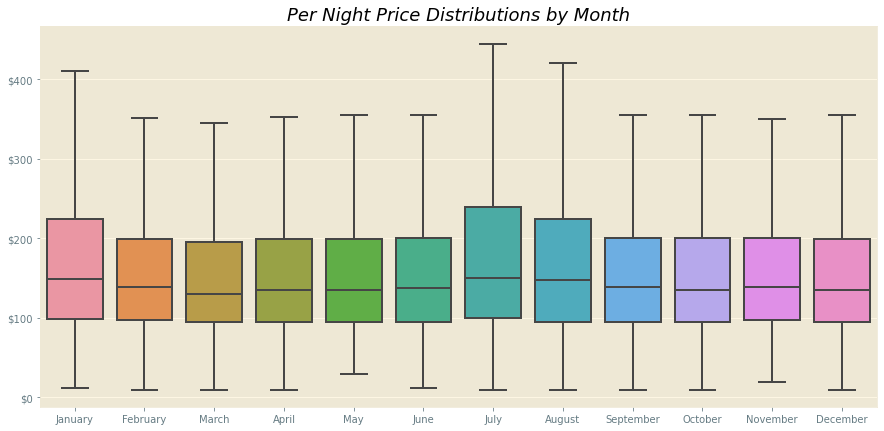 Per Night Price Distributions by Month
$400
$300
$200
$100
$0
January February March April May June July August September October November December